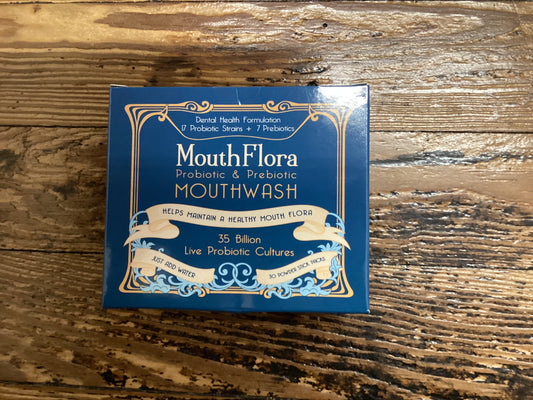 Dental Health Formulation
17 Probiotic Strains + 7 Prebiotics
MouthFlora
Probiotic & Prebiotic
MOUTHWASH
HELPS MAINTAIN A HEALTHY MOUTH FLORA
35 Billion
Live Probiotic Cultures
JUST ADD WATER
30 POWDER STICK PACKS